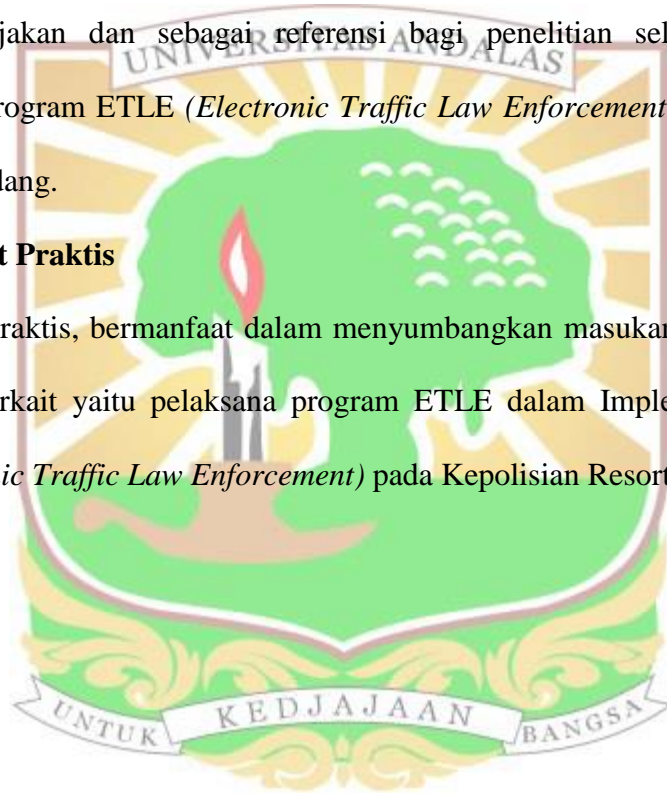 jakan dan sebagai referensi bagi penelitian sel
UNIVERSITAS ANDALAS
rogram ETLE (Electronic Traffic Law Enforcement
dang.
t Praktis
raktis, bermanfaat dalam menyumbangkan masukan
rkait yaitu pelaksana program ETLE dalam Imple
ic Traffic Law Enforcement) pada Kepolisian Resort
UNTUK KEDJAJAAN BANGSA